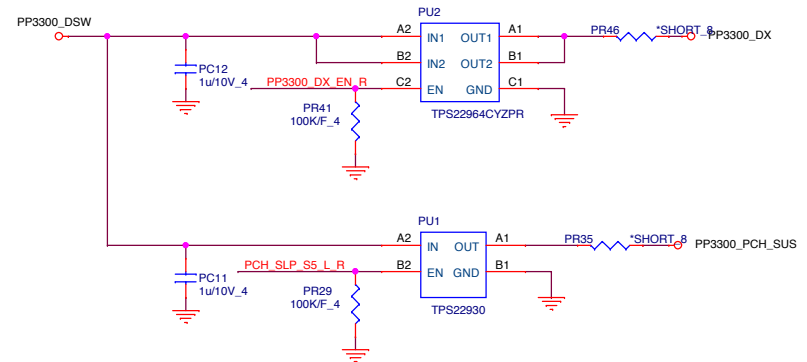 PU2
PP3300_DSW
A2 IN1 OUT1 A1 PR46 *SHORT_8 PP3300_DX
B2 IN2 OUT2 B1
PC12
1u/10V_4
PP3300_DX_EN_R C2 EN GND C1
PR41
100K/F_4
TPS22964CYZPR
PU1
A2 IN OUT A1 PR35 *SHORT_8 PP3300_PCH_SUS
PCH_SLP_S5_L_R B2 EN GND B1
PC11
1u/10V_4
PR29
100K/F_4
TPS22930